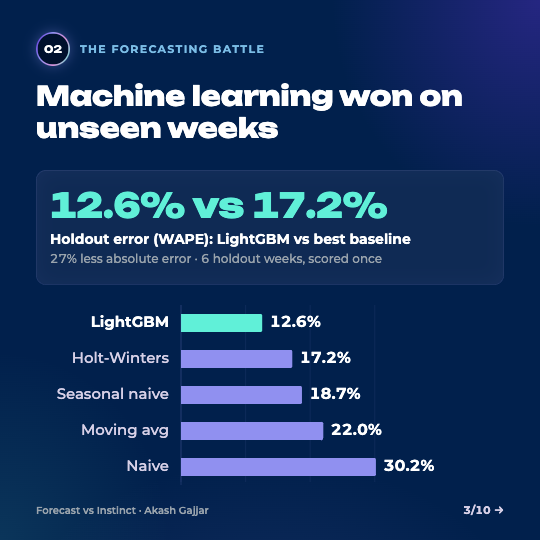 02 THE FORECASTING BATTLE
Machine learning won on
unseen weeks
12.6% vs 17.2%
Holdout error (WAPE): LightGBM vs best baseline
27% less absolute error · 6 holdout weeks, scored once
LightGBM 12.6%
Holt-Winters 17.2%
Seasonal naive 18.7%
Moving avg 22.0%
Naive 30.2%
Forecast vs Instinct · Akash Gajjar 3/10 →